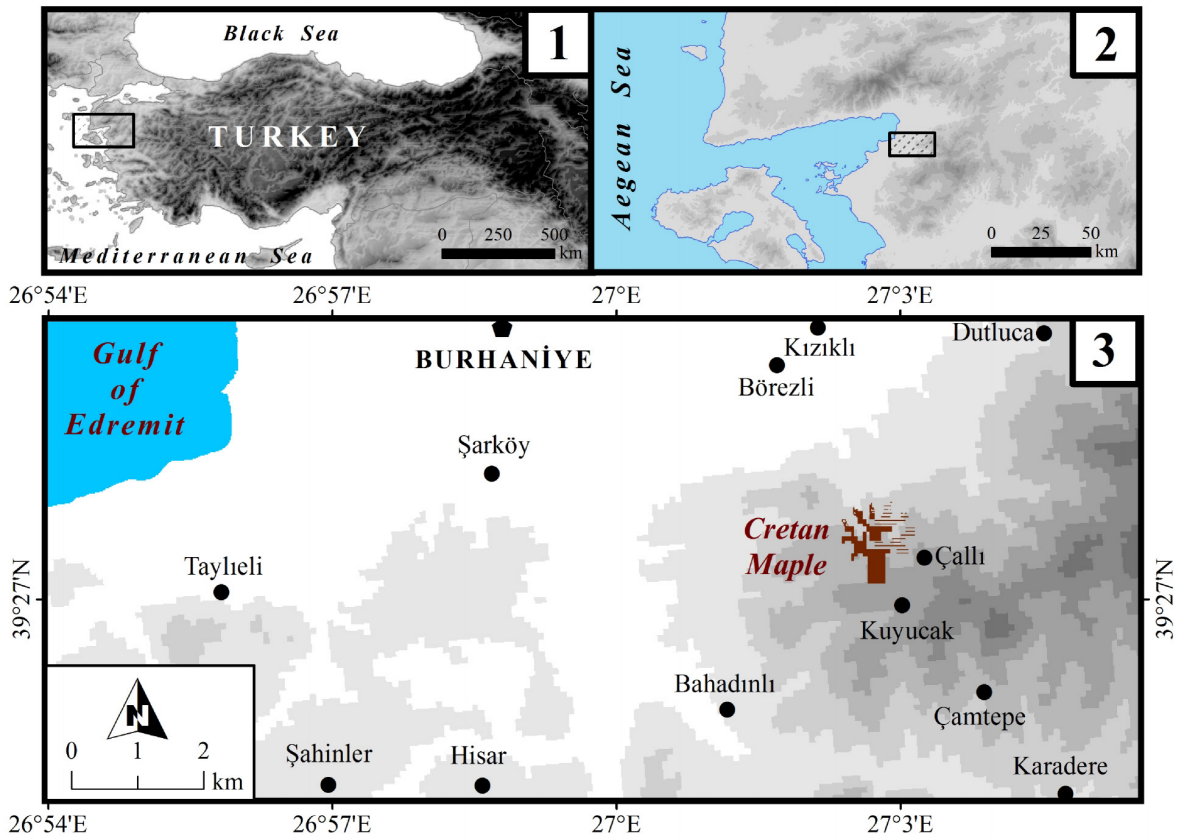 Black Sea
1
TURKEY
0 250 500
km
Mediterranean Sea
Aegean Sea
2
0 25 50
km
26°54'E 26°57'E 27°E 27°3'E
Gulf
of
Edremit
BURHANİYE
Kızıklı
Börezli
Dutluca
3
Şarköy
Cretan
Maple
Çallı
Taylıeli
39°27'N
39°27'N
Kuyucak
Bahadınlı
Çamtepe
N
0 1 2
km
Şahinler
Hisar
Karadere
26°54'E 26°57'E 27°E 27°3'E